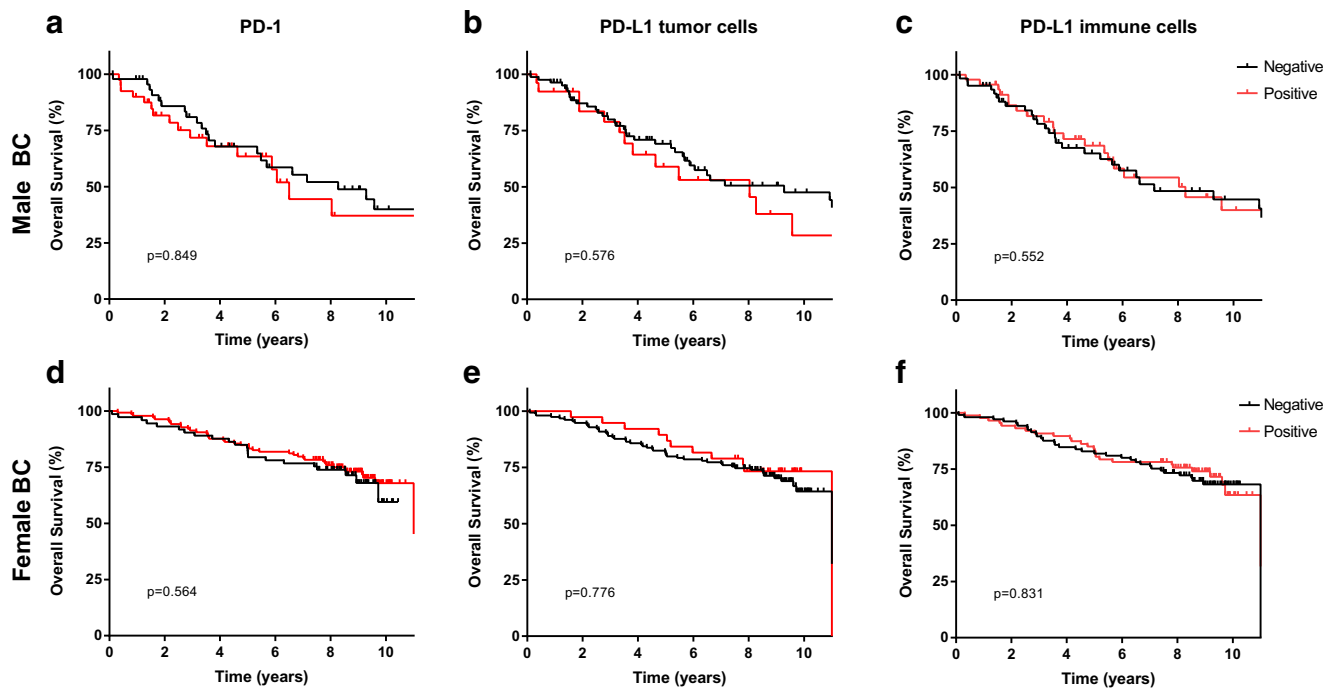 a
PD-1
b
PD-L1 tumor cells
c
PD-L1 immune cells
Male BC
Overall Survival (%)
100
75
50
25
0
p=0.849
0 2 4 6 8 10
Time (years)
Overall Survival (%)
100
75
50
25
0
p=0.576
0 2 4 6 8 10
Time (years)
Overall Survival (%)
100
75
50
25
0
p=0.552
0 2 4 6 8 10
Time (years)
Negative
Positive
Female BC
d
Overall Survival (%)
100
75
50
25
0
p=0.564
0 2 4 6 8 10
Time (years)
e
Overall Survival (%)
100
75
50
25
0
p=0.776
0 2 4 6 8 10
Time (years)
f
Overall Survival (%)
100
75
50
25
0
p=0.831
0 2 4 6 8 10
Time (years)
Negative
Positive